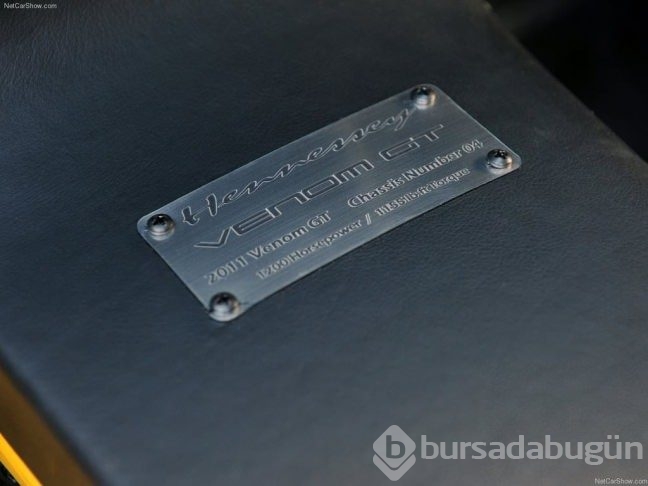 NetCarShow.com
Hennessey
VENOM GT
2011 Venom GT Chassis Number 04
1200 Horsepower // 1155 lb·ft Torque
bursadabugün
NetCarShow.com